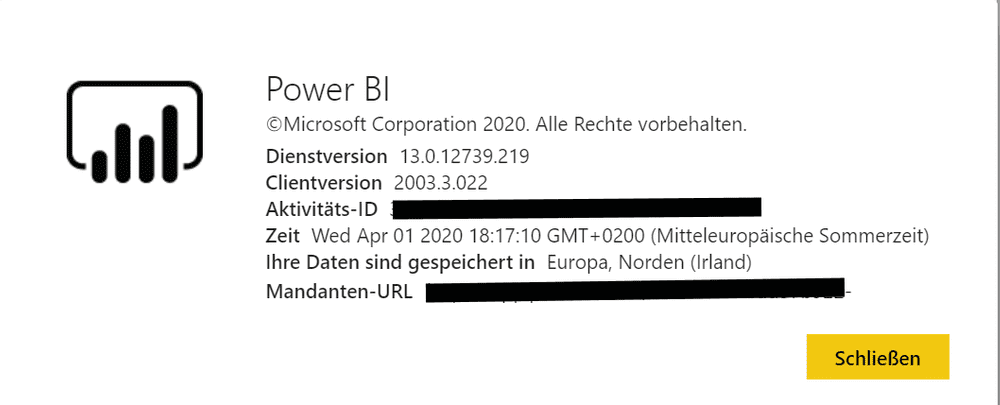 Power BI
©Microsoft Corporation 2020. Alle Rechte vorbehalten.
Dienstversion 13.0.12739.219
Clientversion 2003.3.022
Aktivitäts-ID
Zeit Wed Apr 01 2020 18:17:10 GMT+0200 (Mitteleuropäische Sommerzeit)
Ihre Daten sind gespeichert in Europa, Norden (Irland)
Mandanten-URL
Schließen